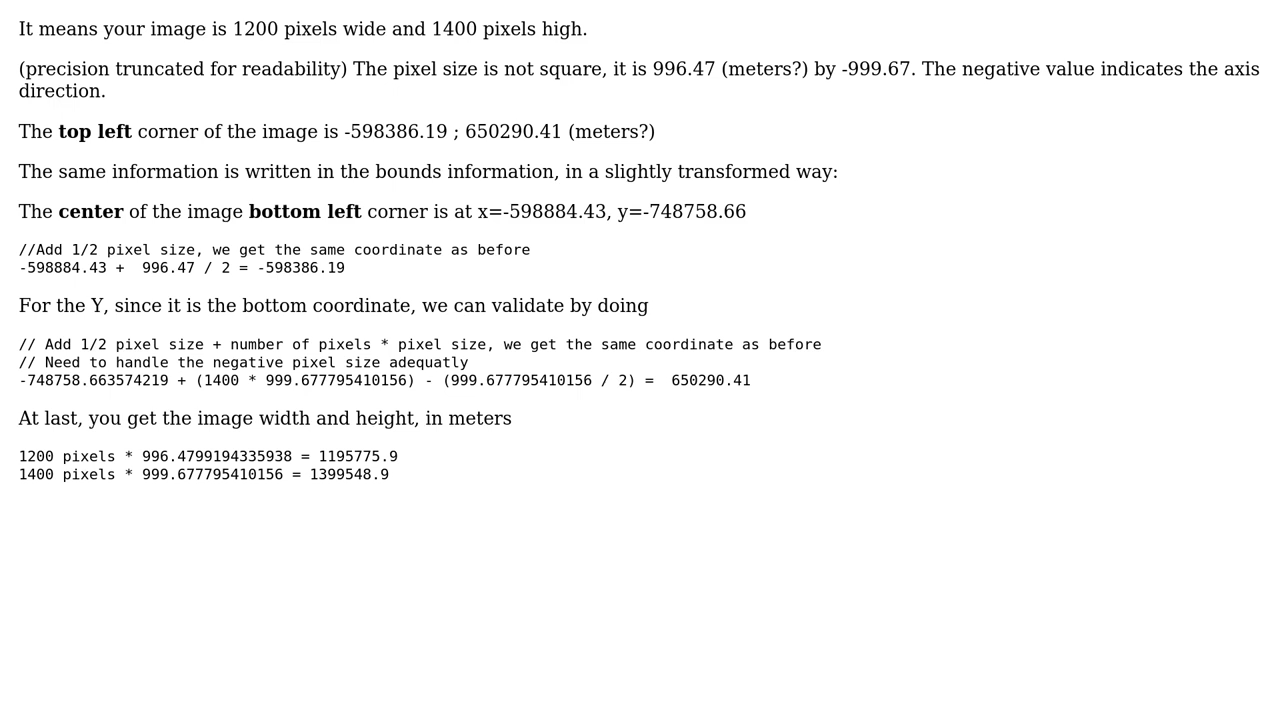 It means your image is 1200 pixels wide and 1400 pixels high.
(precision truncated for readability) The pixel size is not square, it is 996.47 (meters?) by -999.67. The negative value indicates the axis
direction.
The top left corner of the image is -598386.19 ; 650290.41 (meters?)
The same information is written in the bounds information, in a slightly transformed way:
The center of the image bottom left corner is at x=-598884.43, y=-748758.66
//Add 1/2 pixel size, we get the same coordinate as before
-598884.43 +  996.47 / 2 = -598386.19
For the Y, since it is the bottom coordinate, we can validate by doing
// Add 1/2 pixel size + number of pixels * pixel size, we get the same coordinate as before
// Need to handle the negative pixel size adequatly
-748758.663574219 + (1400 * 999.677795410156) - (999.677795410156 / 2) =  650290.41
At last, you get the image width and height, in meters
1200 pixels * 996.4799194335938 = 1195775.9
1400 pixels * 999.677795410156 = 1399548.9